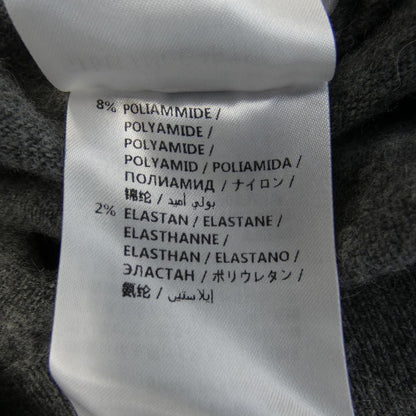 8% POLIAMMIDE /
POLYAMIDE /
POLYAMIDE /
POLYAMID / POLIAMIDA /
ПОЛИАМИД / ナイロン /
锦纶 / بولي أميد /
2% ELASTAN / ELASTANE /
ELASTHANNE /
ELASTHAN / ELASTANO /
ЭЛАСТАН / ポリウレタン /
氨纶 / إيلاستين /